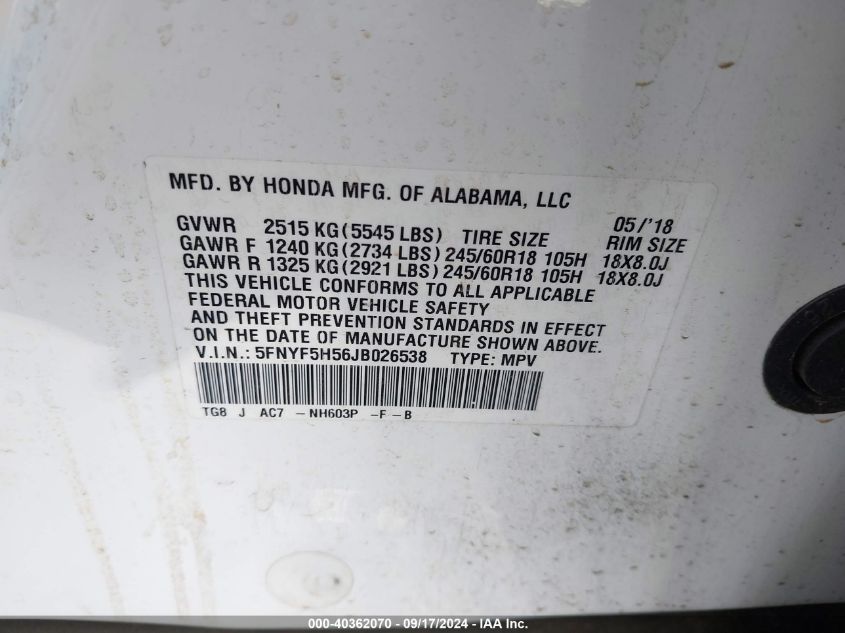 MFD. BY HONDA MFG. OF ALABAMA, LLC
GVWR 2515 KG (5545 LBS) TIRE SIZE 05/'18 RIM SIZE
GAWR F 1240 KG (2734 LBS) 245/60R18 105H 18X8.0J
GAWR R 1325 KG (2921 LBS) 245/60R18 105H 18X8.0J
THIS VEHICLE CONFORMS TO ALL APPLICABLE
FEDERAL MOTOR VEHICLE SAFETY
AND THEFT PREVENTION STANDARDS IN EFFECT
ON THE DATE OF MANUFACTURE SHOWN ABOVE.
V.I.N.: 5FNYF5H56JB026538 TYPE: MPV
TG8 J AC7 - NH603P -F - B
000-40362070 - 09/17/2024 - IAA Inc.